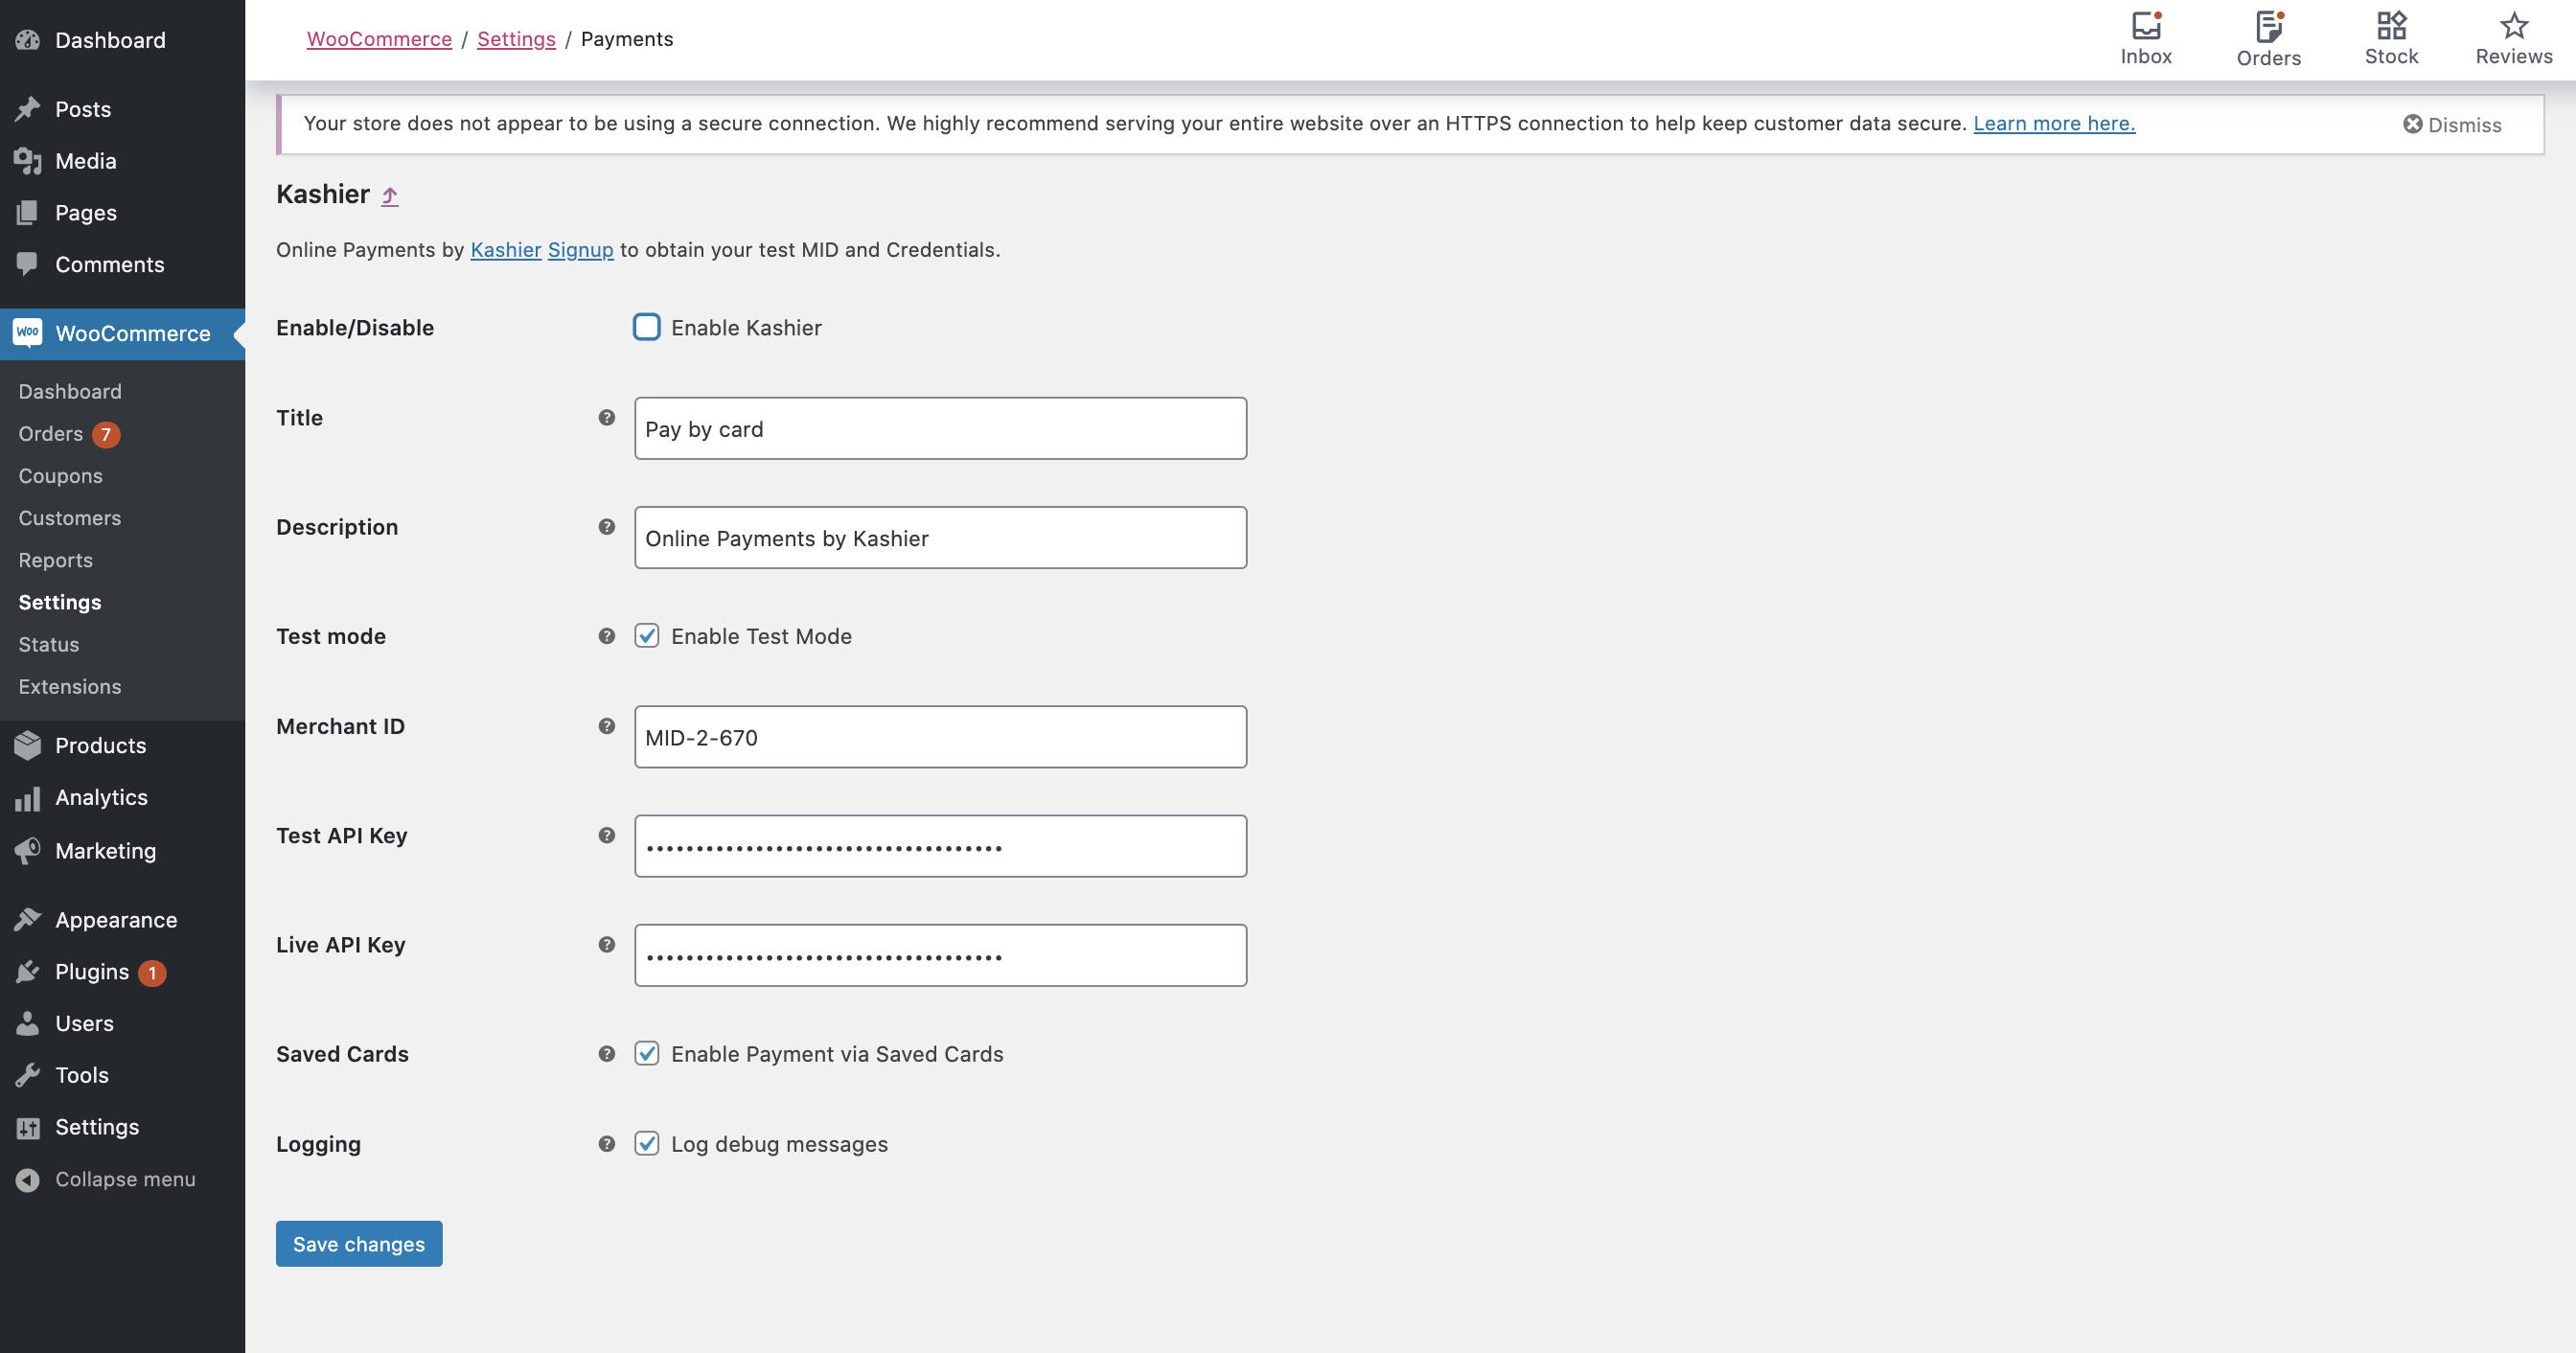 Dashboard
Posts
Media
Pages
Comments
Woo WooCommerce
Dashboard
Orders 7
Coupons
Customers
Reports
Settings
Status
Extensions
Products
Analytics
Marketing
Appearance
Plugins 1
Users
Tools
Settings
Collapse menu
WooCommerce / Settings / Payments
Inbox
Orders
Stock
Reviews
Your store does not appear to be using a secure connection. We highly recommend serving your entire website over an HTTPS connection to help keep customer data secure. Learn more here.
Dismiss
Kashier
Online Payments by Kashier Signup to obtain your test MID and Credentials.
Enable/Disable
Enable Kashier
Title
Pay by card
Description
Online Payments by Kashier
Test mode
Enable Test Mode
Merchant ID
MID-2-670
Test API Key
Live API Key
Saved Cards
Enable Payment via Saved Cards
Logging
Log debug messages
Save changes